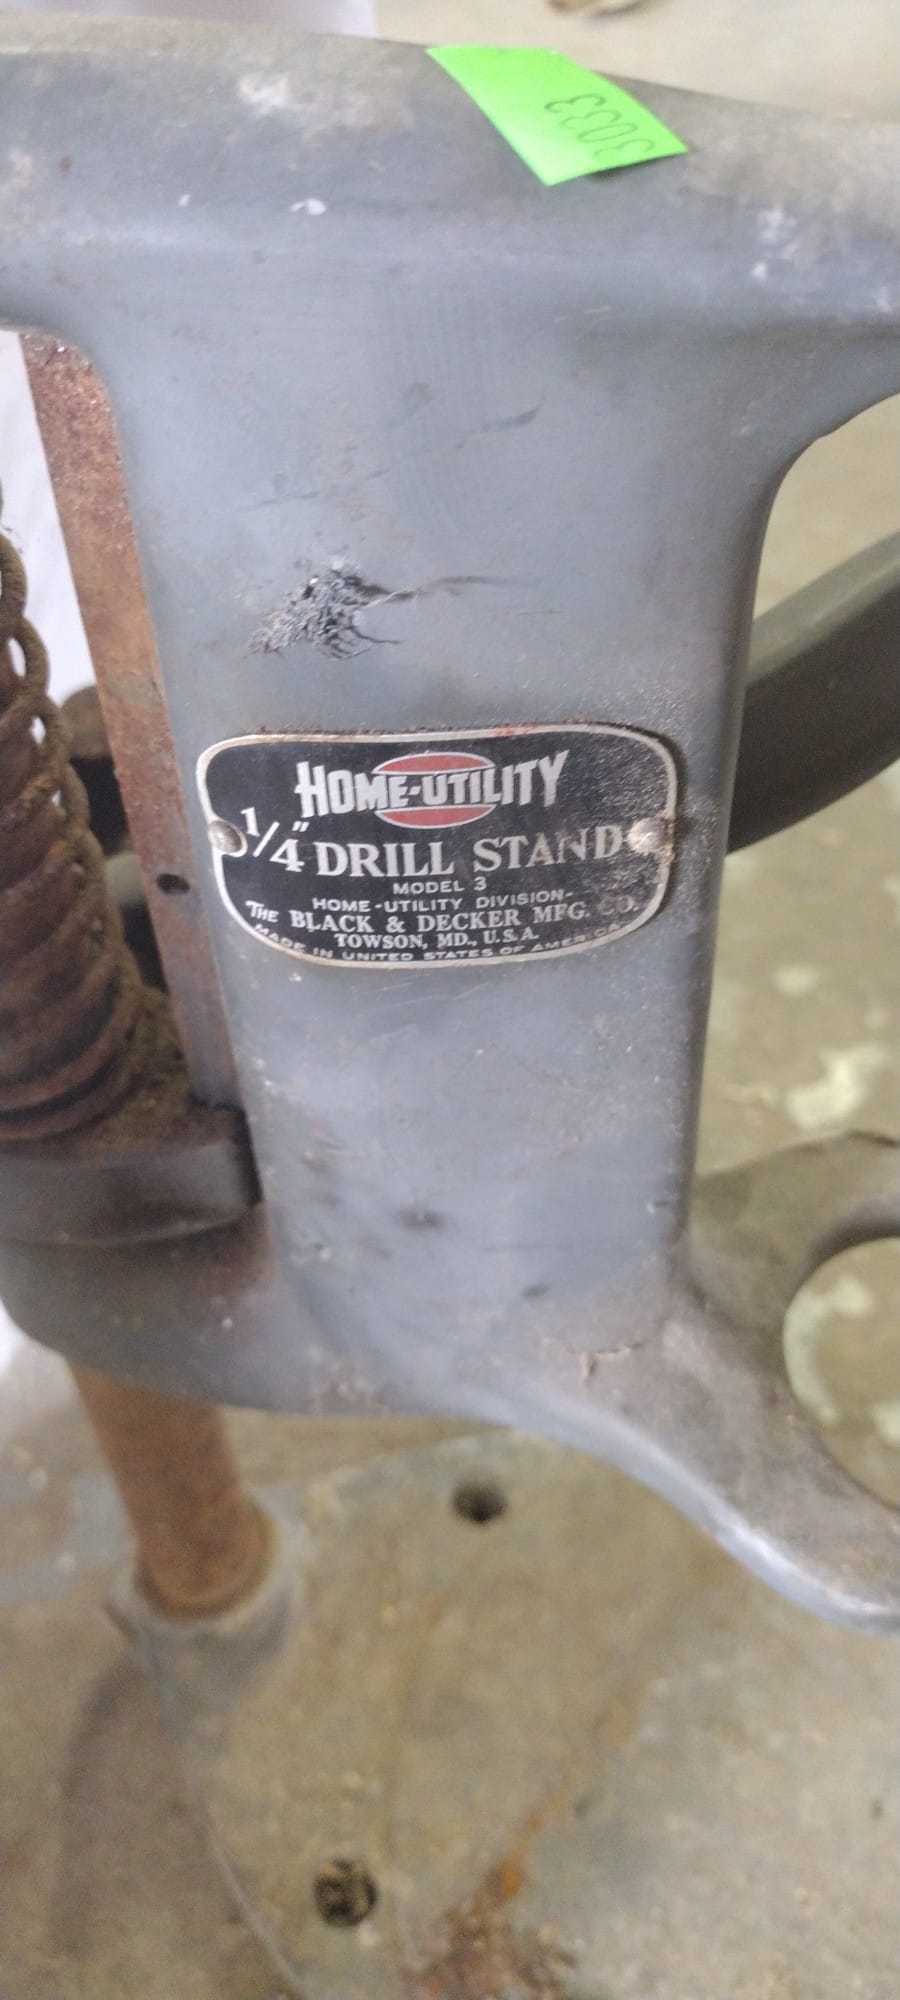 3033
HOME-UTILITY
1/4" DRILL STAND
MODEL 3
HOME-UTILITY DIVISION-
THE BLACK & DECKER MFG. CO.
TOWSON, MD., U.S.A.
MADE IN UNITED STATES OF AMERICA